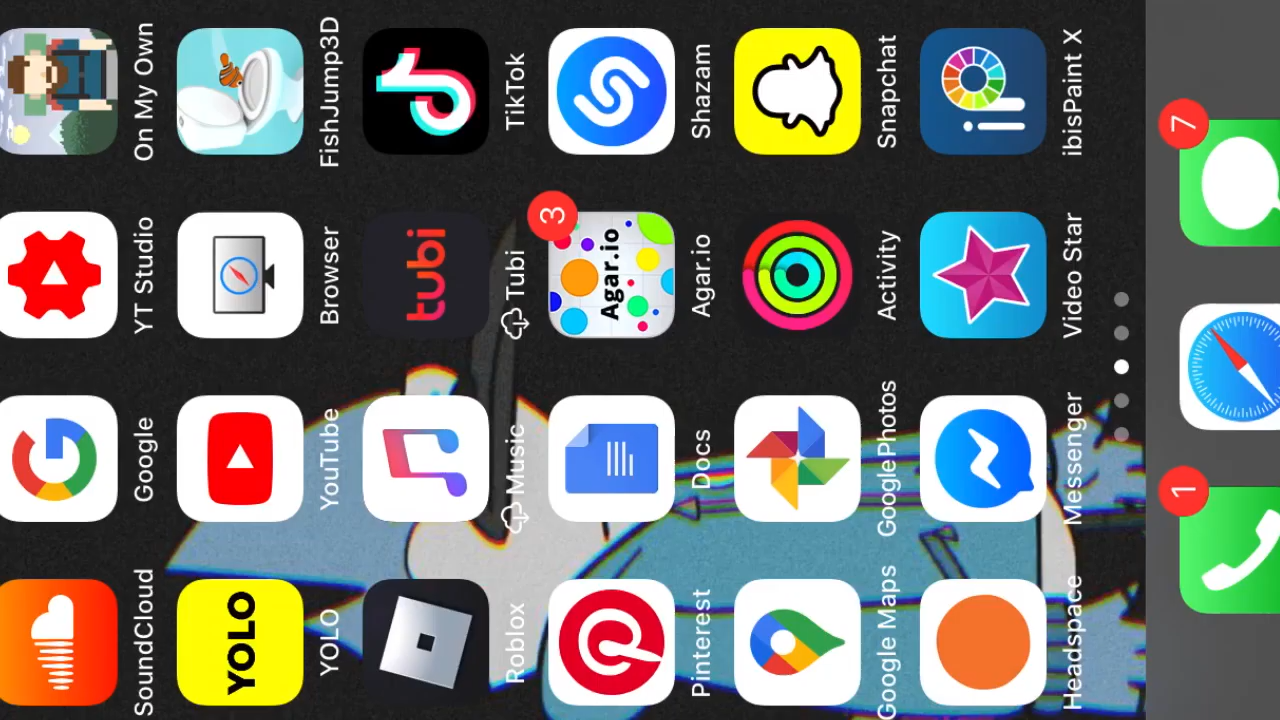 SoundCloud Google YT Studio On My Own
YOLO
YOLO YouTube Browser FishJump3D
tubi
Roblox Music Tubi TikTok
3
Agar.io
Pinterest Docs Agar.io Shazam
Google Maps Google Photos Activity Snapchat
Headspace Messenger Video Star ibisPaint X
1 7